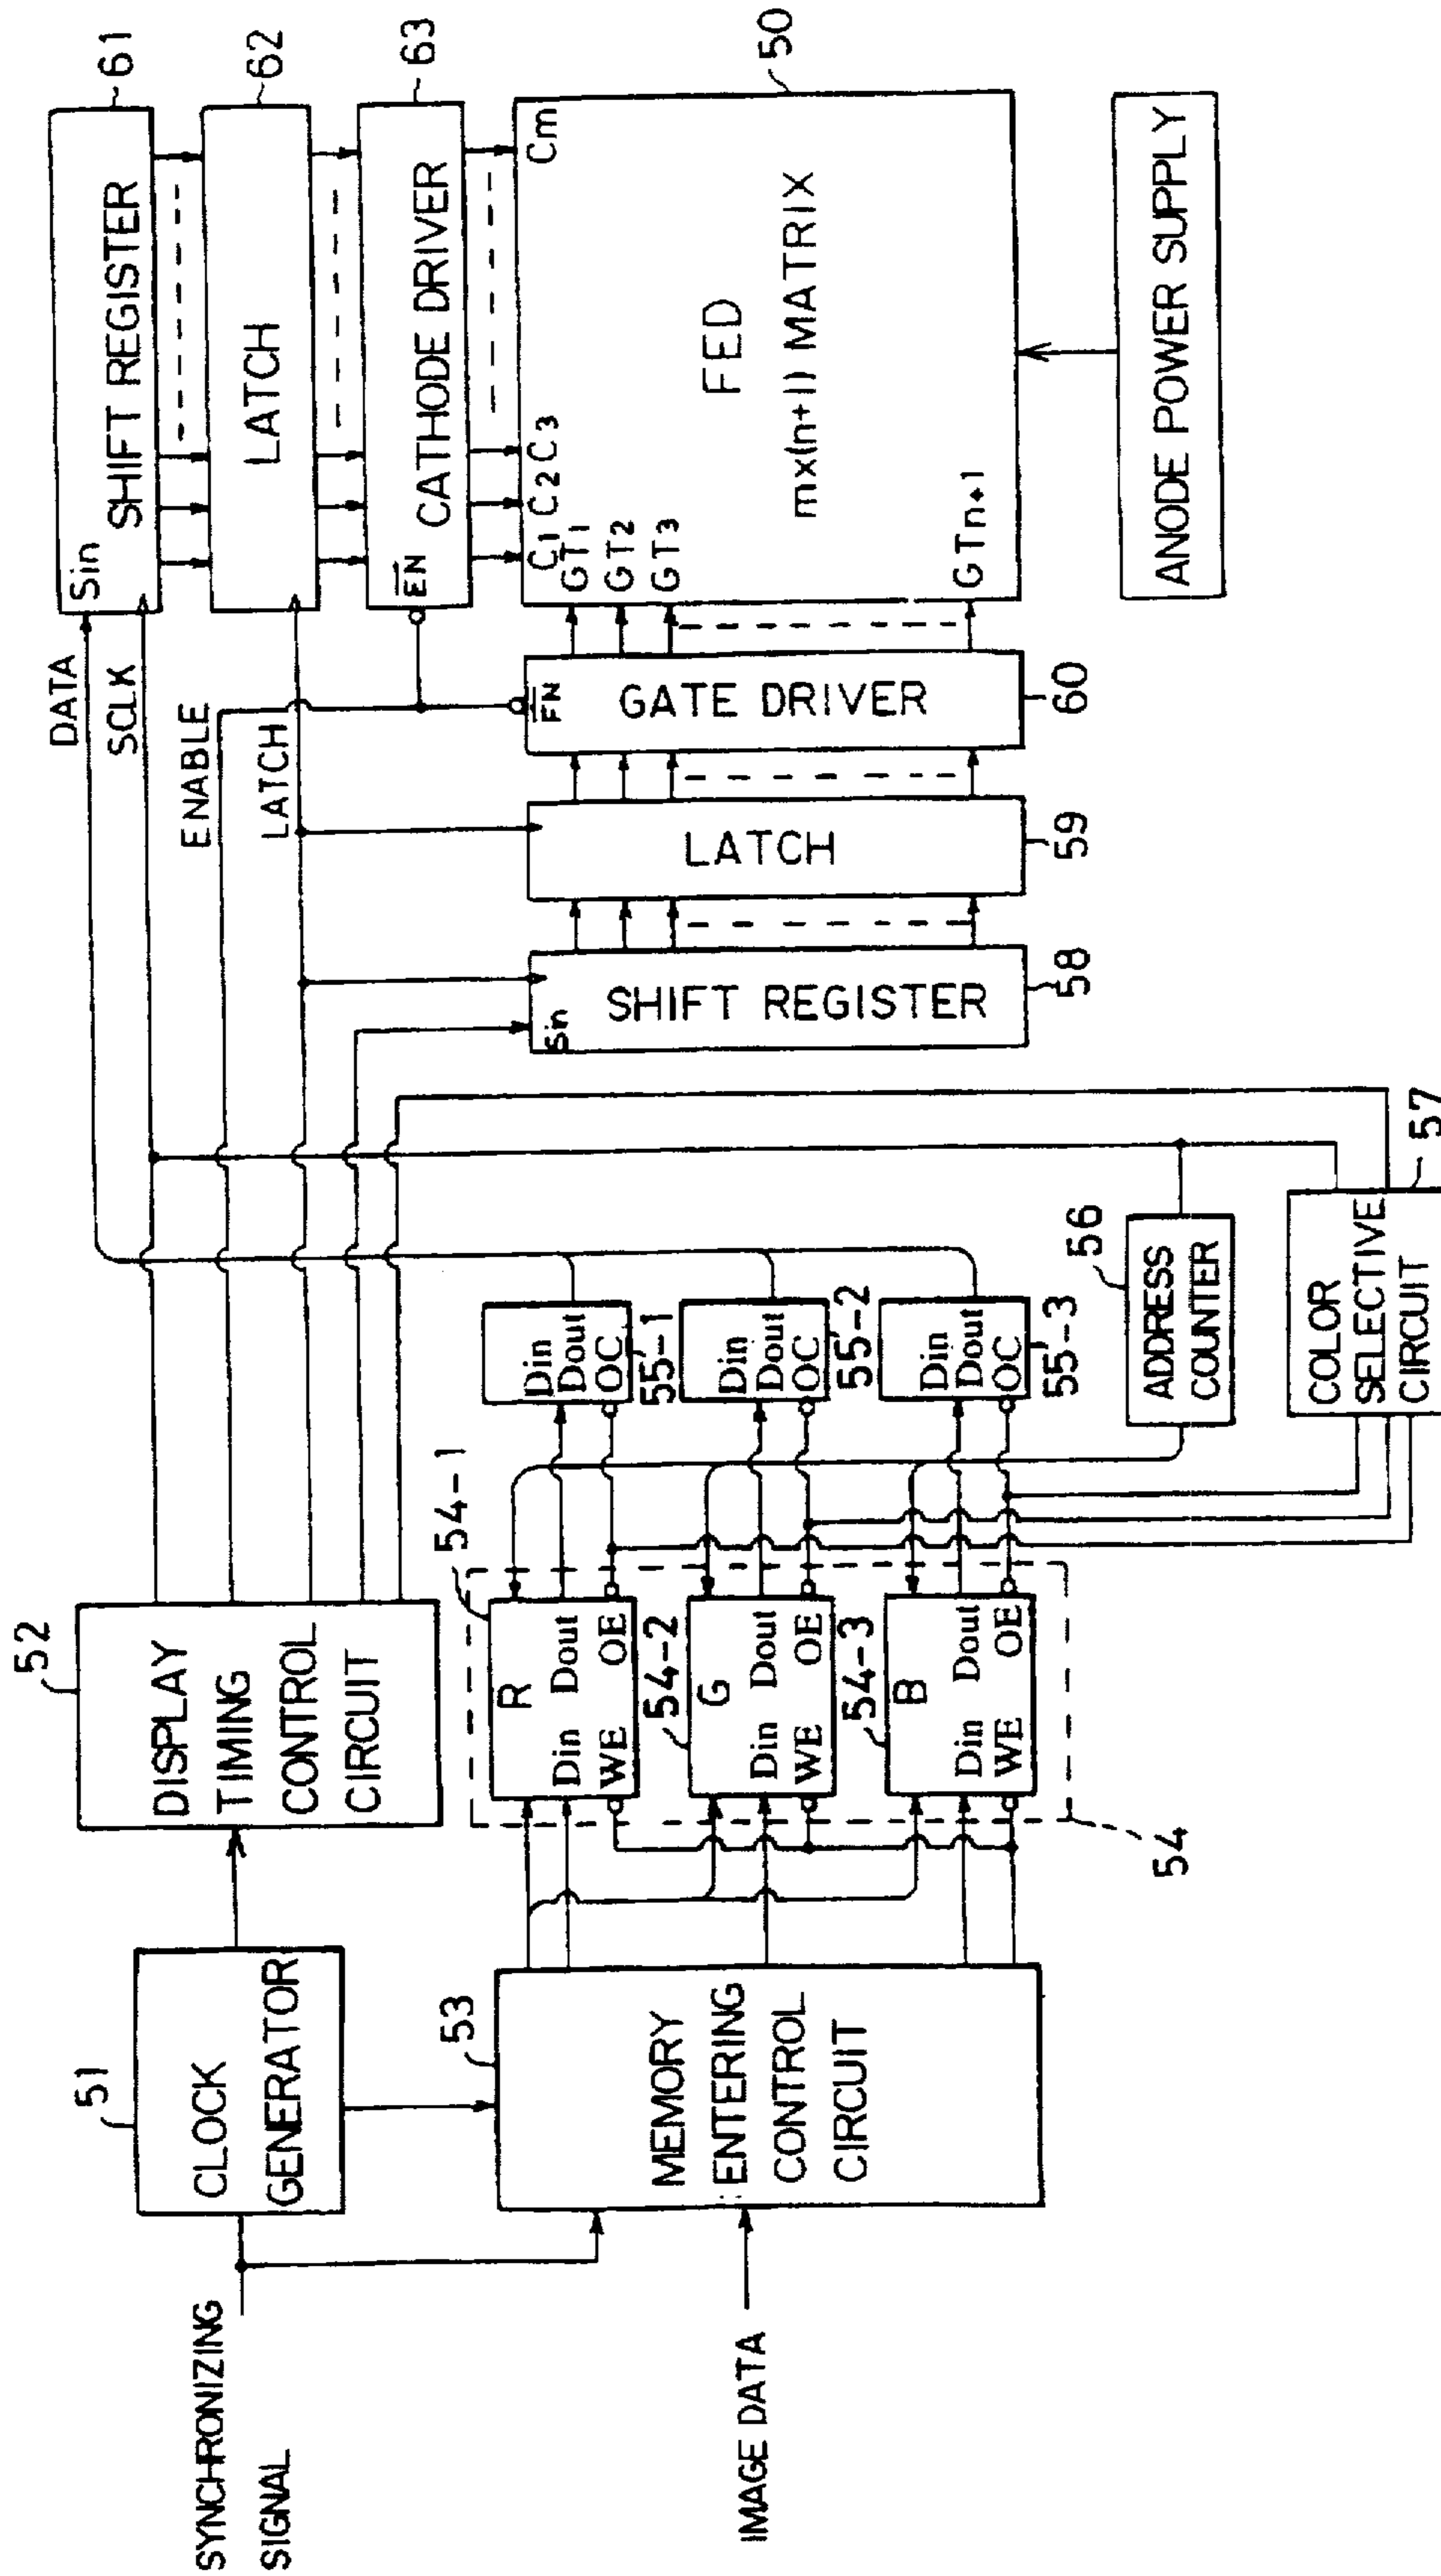 SYNCHRONIZING
SIGNAL
IMAGE DATA
51
CLOCK
GENERATOR
52
DISPLAY
TIMING
CONTROL
CIRCUIT
53
MEMORY
ENTERING
CONTROL
CIRCUIT
54-1
R
Din Dout
WE OE
54-2
G
Din Dout
WE OE
54-3
B
Din Dout
WE OE
54
Din
Dout
OC
55-1
Din
Dout
OC
55-2
Din
Dout
OC
55-3
56
ADDRESS
COUNTER
57
COLOR
SELECTIVE
CIRCUIT
DATA
SCLK
ENABLE
LATCH
Sin
SHIFT REGISTER
58
LATCH
59
FN
GATE DRIVER
60
Sin
SHIFT REGISTER
61
LATCH
62
EN
CATHODE DRIVER
63
C1 C2 C3 Cm
GT1
GT2
GT3
GTn+1
FED
mx(n+1) MATRIX
50
ANODE POWER SUPPLY